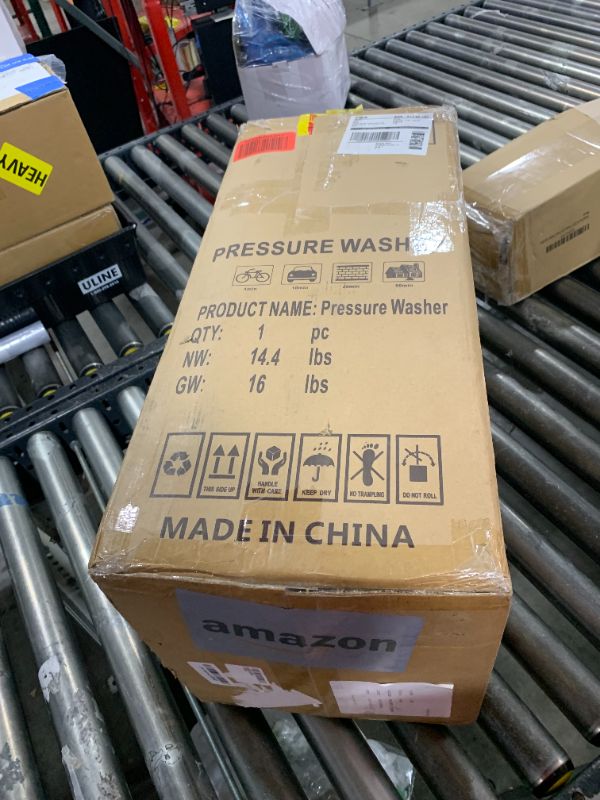 HEAVY
ULINE
PRESSURE WASH
PRODUCT NAME: Pressure Washer
QTY: 1 pc
NW: 14.4 lbs
GW: 16 lbs
THIS SIDE UP
HANDLE WITH CARE
KEEP DRY
NO TRAMPLING
DO NOT ROLL
MADE IN CHINA
amazon